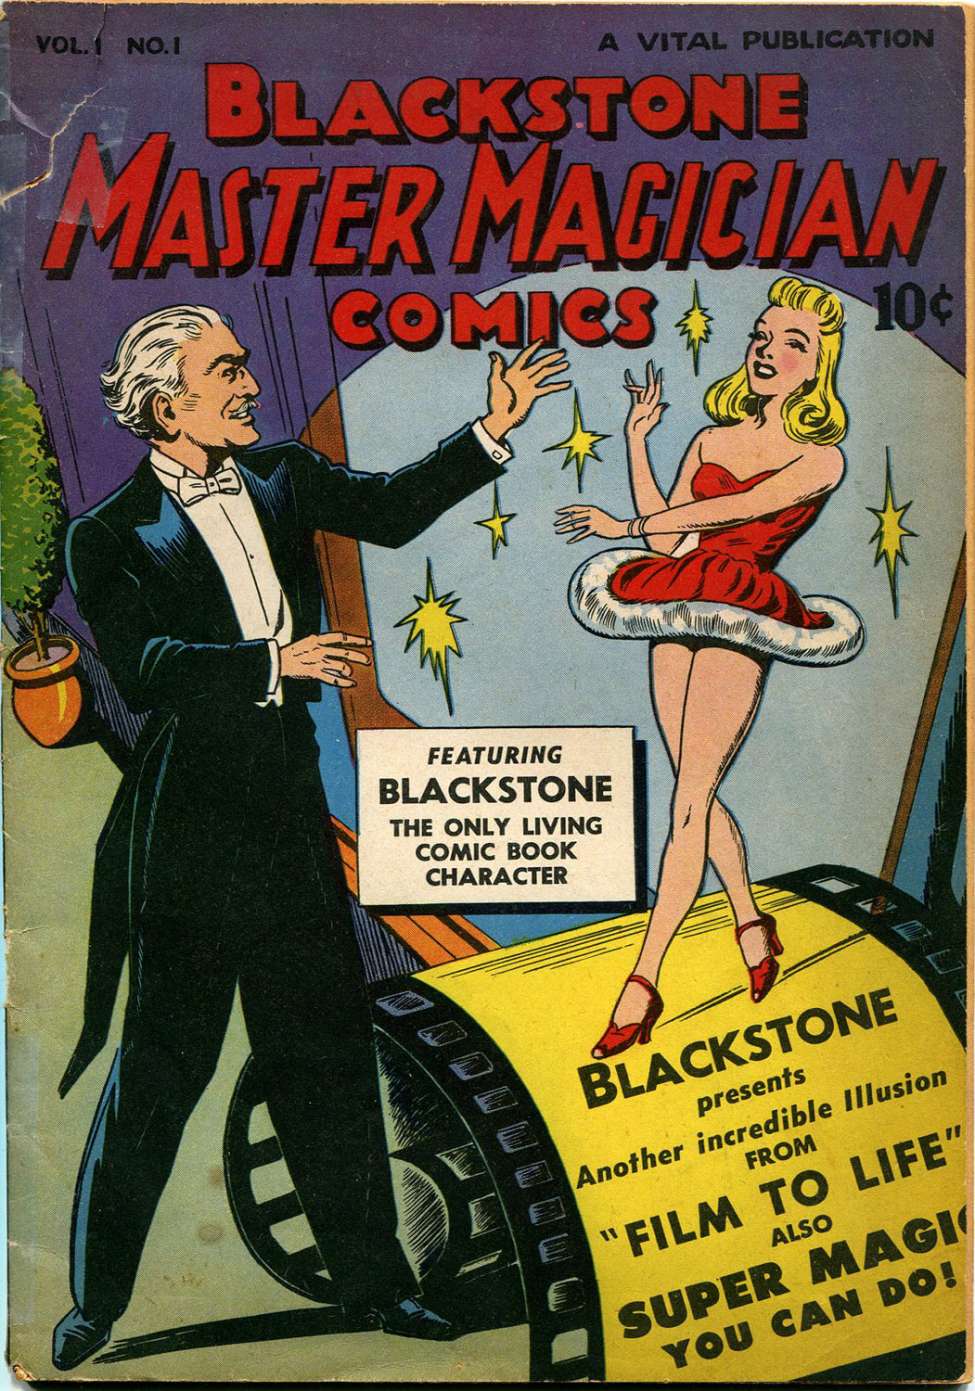 VOL. 1 NO. 1
A VITAL PUBLICATION
BLACKSTONE
MASTER MAGICIAN
COMICS
10¢
FEATURING
BLACKSTONE
THE ONLY LIVING
COMIC BOOK
CHARACTER
BLACKSTONE
presents
Another incredible Illusion
FROM
"FILM TO LIFE"
ALSO
SUPER MAGIC
YOU CAN DO!